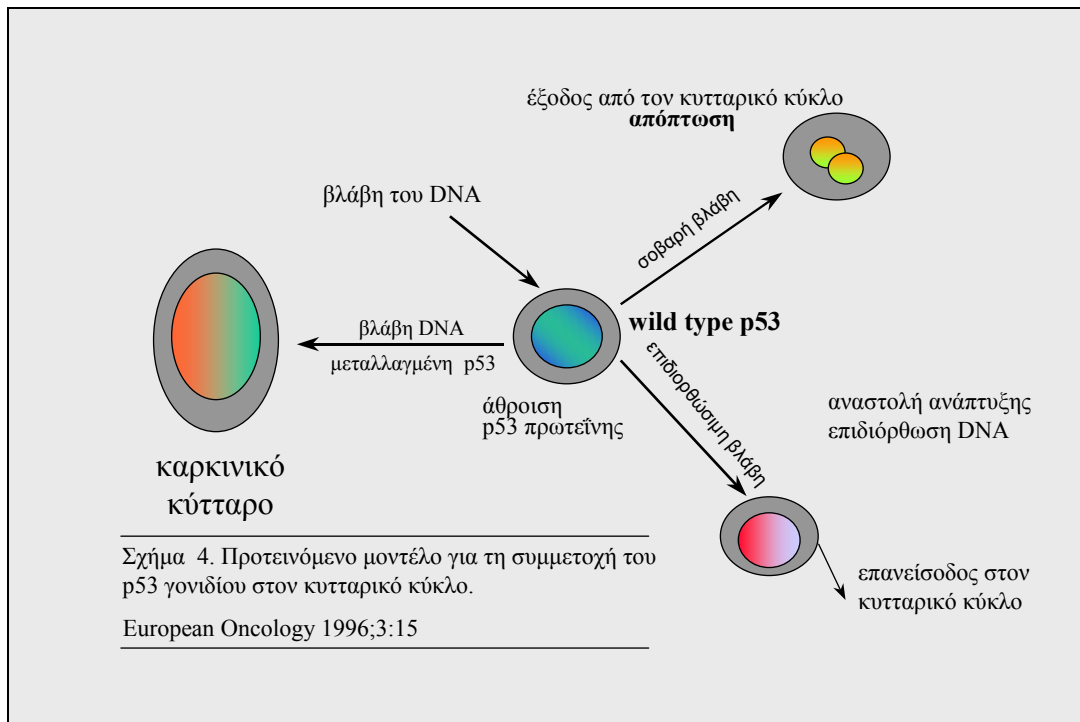 έξοδος από τον κυτταρικό κύκλο
απόπτωση
βλάβη του DNA
σοβαρή βλάβη
wild type p53
βλάβη DNA
μεταλλαγμένη p53
επιδιορθώσιμη βλάβη
άθροιση
p53 πρωτεΐνης
αναστολή ανάπτυξης
επιδιόρθωση DNA
καρκινικό
κύτταρο
επανείσοδος στον
κυτταρικό κύκλο
Σχήμα 4. Προτεινόμενο μοντέλο για τη συμμετοχή του
p53 γονιδίου στον κυτταρικό κύκλο.
European Oncology 1996;3:15